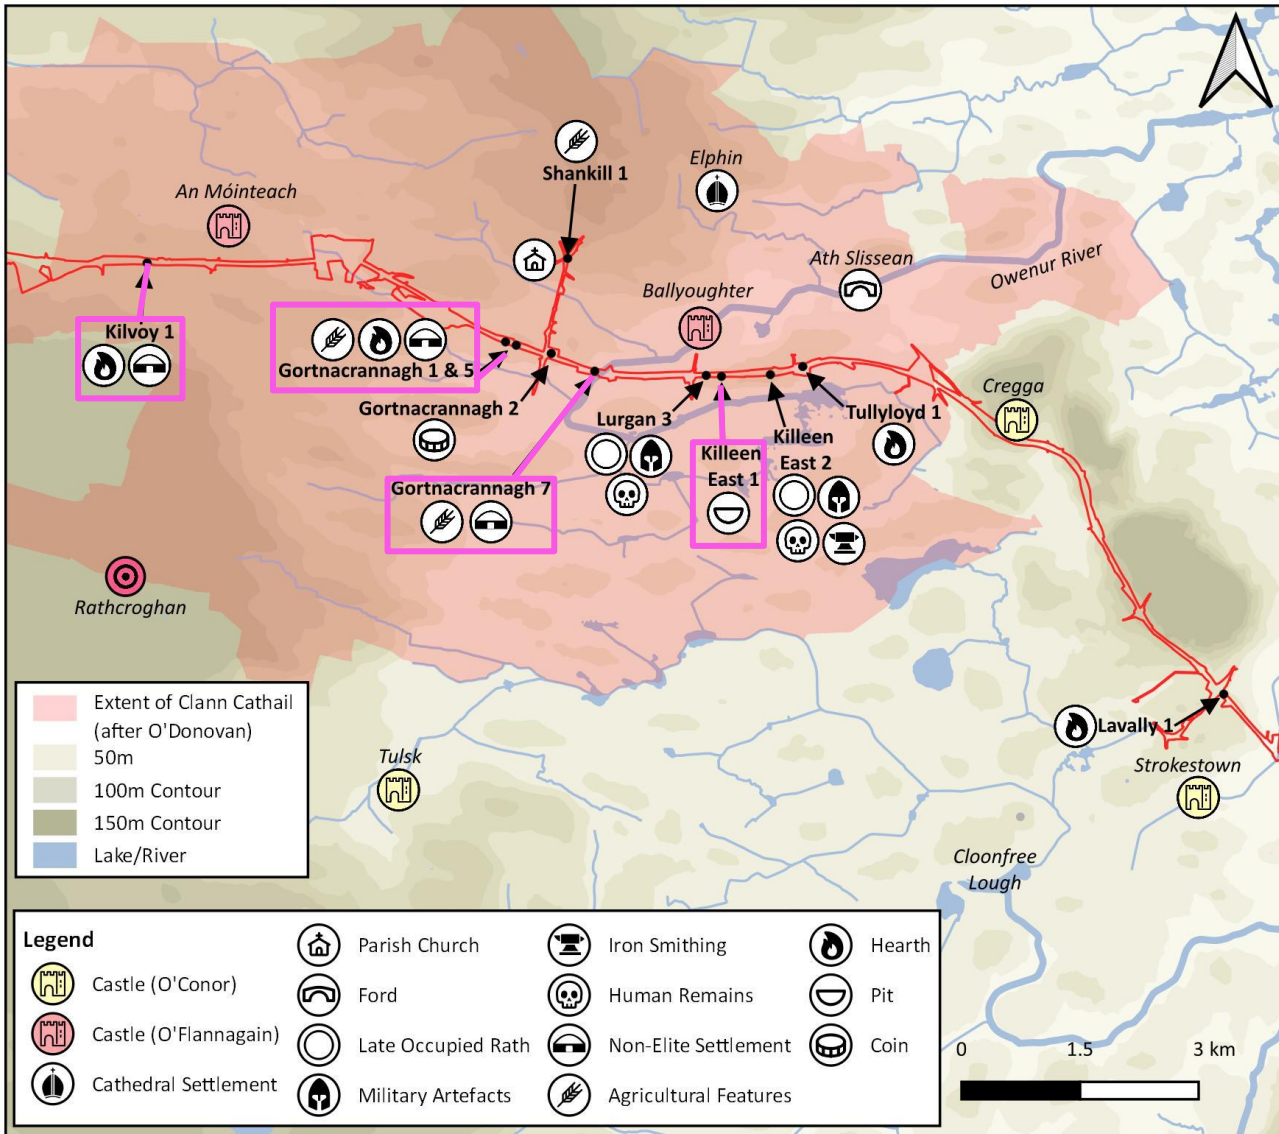 Shankill 1
Elphin
An Móinteach
Ath Slissean
Owenur River
Ballyoughter
Kilvoy 1
Gortnacrannagh 1 & 5
Cregga
Gortnacrannagh 2
Lurgan 3
Tullyloyd 1
Killeen
East 1
Killeen
East 2
Gortnacrannagh 7
Rathcroghan
Extent of Clann Cathail
(after O'Donovan)
50m
100m Contour
150m Contour
Lake/River
Tulsk
Lavally 1
Strokestown
Cloonfree
Lough
Legend
Castle (O'Conor)
Castle (O'Flannagain)
Cathedral Settlement
Parish Church
Ford
Late Occupied Rath
Military Artefacts
Iron Smithing
Human Remains
Non-Elite Settlement
Agricultural Features
Hearth
Pit
Coin
0 1.5 3 km